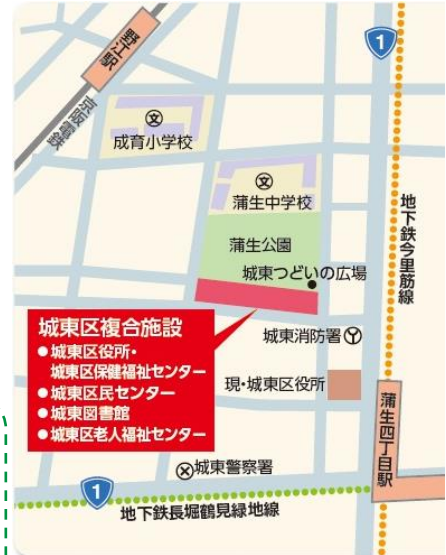 1
野江駅
京阪電鉄
成育小学校
蒲生中学校
蒲生公園
城東つどいの広場
地下鉄今里筋線
城東区複合施設
●城東区役所・
城東区保健福祉センター
●城東区民センター
●城東図書館
●城東区老人福祉センター
城東消防署
現・城東区役所
蒲生四丁目駅
城東警察署
1
地下鉄長堀鶴見緑地線